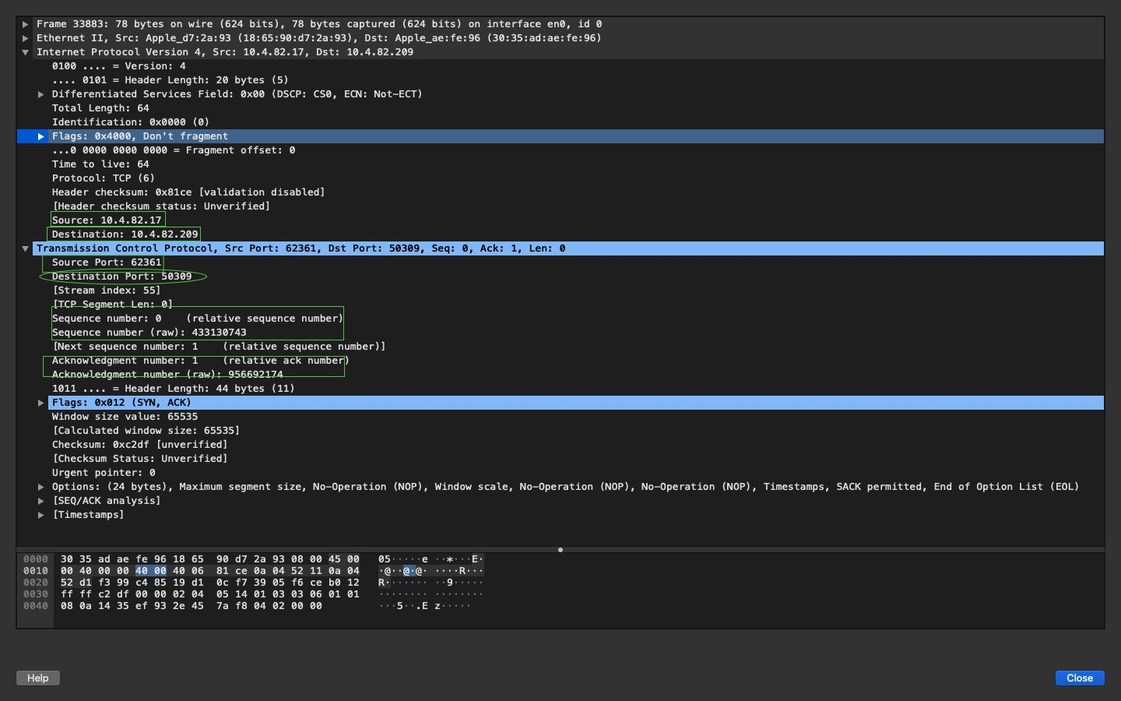 Frame 33883: 78 bytes on wire (624 bits), 78 bytes captured (624 bits) on interface en0, id 0
Ethernet II, Src: Apple_d7:2a:93 (18:65:90:d7:2a:93), Dst: Apple_ae:fe:96 (30:35:ad:ae:fe:96)
Internet Protocol Version 4, Src: 10.4.82.17, Dst: 10.4.82.209
0100 .... = Version: 4
.... 0101 = Header Length: 20 bytes (5)
Differentiated Services Field: 0x00 (DSCP: CS0, ECN: Not-ECT)
Total Length: 64
Identification: 0x0000 (0)
Flags: 0x4000, Don't fragment
...0 0000 0000 0000 = Fragment offset: 0
Time to live: 64
Protocol: TCP (6)
Header checksum: 0x81ce [validation disabled]
[Header checksum status: Unverified]
Source: 10.4.82.17
Destination: 10.4.82.209
Transmission Control Protocol, Src Port: 62361, Dst Port: 50309, Seq: 0, Ack: 1, Len: 0
Source Port: 62361
Destination Port: 50309
[Stream index: 55]
[TCP Segment Len: 0]
Sequence number: 0    (relative sequence number)
Sequence number (raw): 433130743
[Next sequence number: 1    (relative sequence number)]
Acknowledgment number: 1    (relative ack number)
Acknowledgment number (raw): 956692174
1011 .... = Header Length: 44 bytes (11)
Flags: 0x012 (SYN, ACK)
Window size value: 65535
[Calculated window size: 65535]
Checksum: 0xc2df [unverified]
[Checksum Status: Unverified]
Urgent pointer: 0
Options: (24 bytes), Maximum segment size, No-Operation (NOP), Window scale, No-Operation (NOP), No-Operation (NOP), Timestamps, SACK permitted, End of Option List (EOL)
[SEQ/ACK analysis]
[Timestamps]
0000 30 35 ad ae fe 96 18 65 90 d7 2a 93 08 00 45 00 05·····e ··*···E·
0010 00 40 00 00 40 00 40 06 81 ce 0a 04 52 11 0a 04 ·@··@·@· ····R···
0020 52 d1 f3 99 c4 85 19 d1 0c f7 39 05 f6 ce b0 12 R······· ··9·····
0030 ff ff c2 df 00 00 02 04 05 14 01 03 03 06 01 01 ········ ········
0040 08 0a 14 35 ef 93 2e 45 7a f8 04 02 00 00 ···5··.E z·····
Help
Close